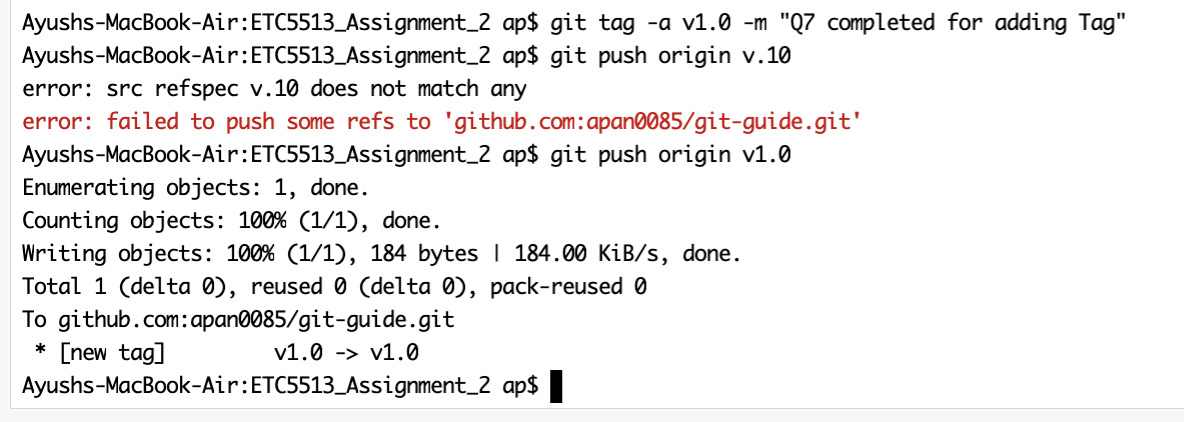 Ayushs-MacBook-Air:ETC5513_Assignment_2 ap$ git tag -a v1.0 -m "Q7 completed for adding Tag"
Ayushs-MacBook-Air:ETC5513_Assignment_2 ap$ git push origin v.10
error: src refspec v.10 does not match any
error: failed to push some refs to 'github.com:apan0085/git-guide.git'
Ayushs-MacBook-Air:ETC5513_Assignment_2 ap$ git push origin v1.0
Enumerating objects: 1, done.
Counting objects: 100% (1/1), done.
Writing objects: 100% (1/1), 184 bytes | 184.00 KiB/s, done.
Total 1 (delta 0), reused 0 (delta 0), pack-reused 0
To github.com:apan0085/git-guide.git
 * [new tag]         v1.0 -> v1.0
Ayushs-MacBook-Air:ETC5513_Assignment_2 ap$